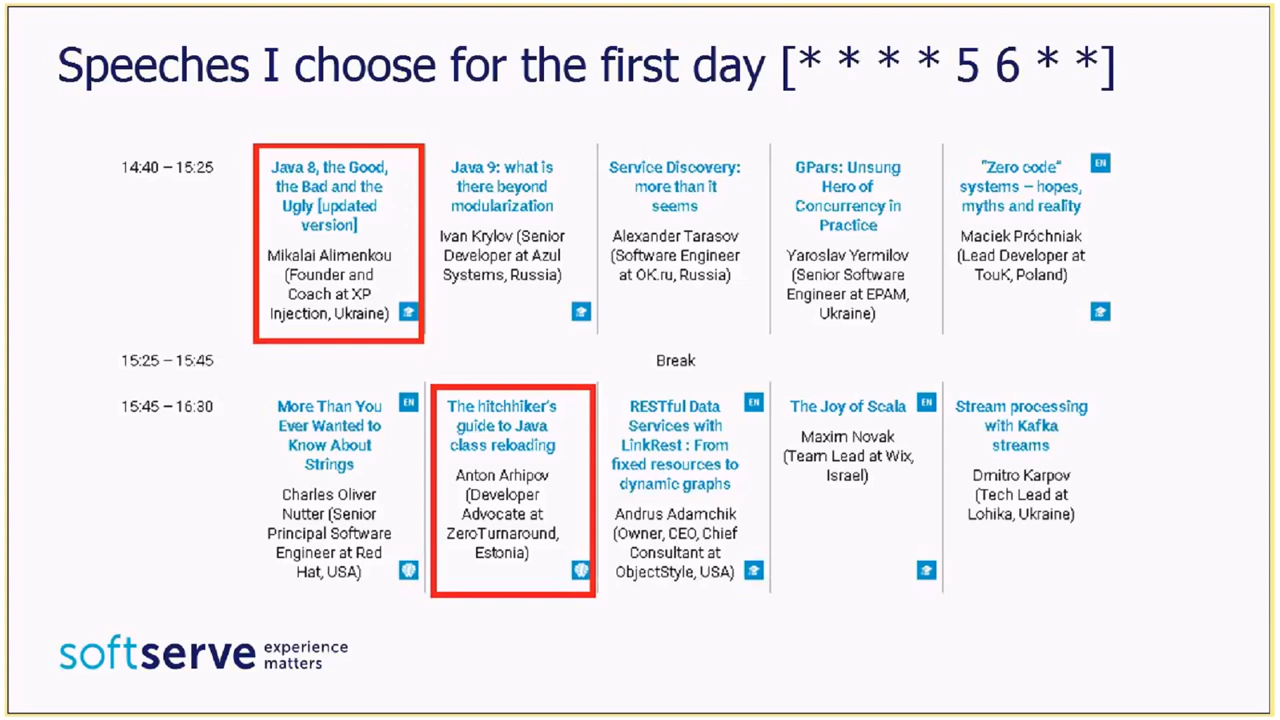 Speeches I choose for the first day [* * * * 5 6 * *]
14:40 – 15:25
Java 8, the Good,
the Bad and the
Ugly [updated
version]
Mikalai Alimenkou
(Founder and
Coach at XP
Injection, Ukraine)
Java 9: what is
there beyond
modularization
Ivan Krylov (Senior
Developer at Azul
Systems, Russia)
Service Discovery:
more than it
seems
Alexander Tarasov
(Software Engineer
at OK.ru, Russia)
GPars: Unsung
Hero of
Concurrency in
Practice
Yaroslav Yermilov
(Senior Software
Engineer at EPAM,
Ukraine)
EN
"Zero code"
systems – hopes,
myths and reality
Maciek Próchniak
(Lead Developer at
TouK, Poland)
15:25 – 15:45
Break
15:45 – 16:30
More Than You
Ever Wanted to
Know About
Strings
EN
Charles Oliver
Nutter (Senior
Principal Software
Engineer at Red
Hat, USA)
The hitchhiker's
guide to Java
class reloading
Anton Arhipov
(Developer
Advocate at
ZeroTurnaround,
Estonia)
RESTful Data
Services with
LinkRest : From
fixed resources to
dynamic graphs
EN
Andrus Adamchik
(Owner, CEO, Chief
Consultant at
ObjectStyle, USA)
The Joy of Scala
EN
Maxim Novak
(Team Lead at Wix,
Israel)
Stream processing
with Kafka
streams
Dmitro Karpov
(Tech Lead at
Lohika, Ukraine)
softserve
experience
matters